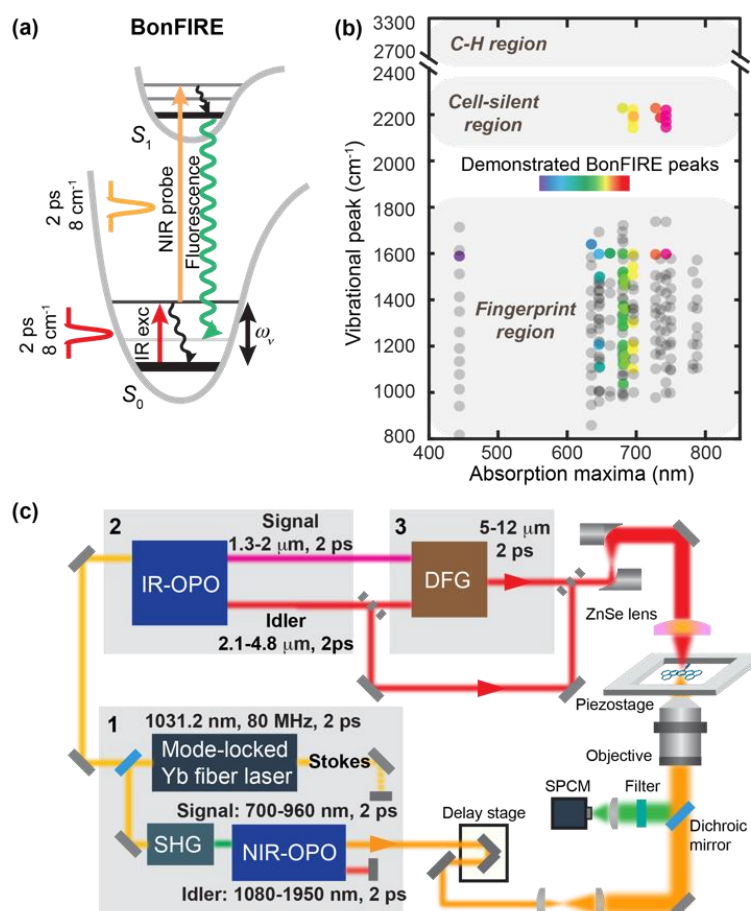 (a)
BonFIRE
S1
2 ps
8 cm-1
NIR probe
Fluorescence
2 ps
8 cm-1
IR exc
ωv
S0
(b)
3300
2700
2400
2200
2000
1800
1600
1400
1200
1000
800
Vibrational peak (cm-1)
C-H region
Cell-silent
region
Demonstrated BonFIRE peaks
Fingerprint
region
400 500 600 700 800
Absorption maxima (nm)
(c)
2
IR-OPO
Signal
1.3-2 μm, 2 ps
Idler
2.1-4.8 μm, 2ps
3
DFG
5-12 μm
2 ps
ZnSe lens
Piezostage
Objective
SPCM
Filter
Dichroic
mirror
Delay stage
1
1031.2 nm, 80 MHz, 2 ps
Mode-locked
Yb fiber laser
Stokes
Signal: 700-960 nm, 2 ps
SHG
NIR-OPO
Idler: 1080-1950 nm, 2 ps